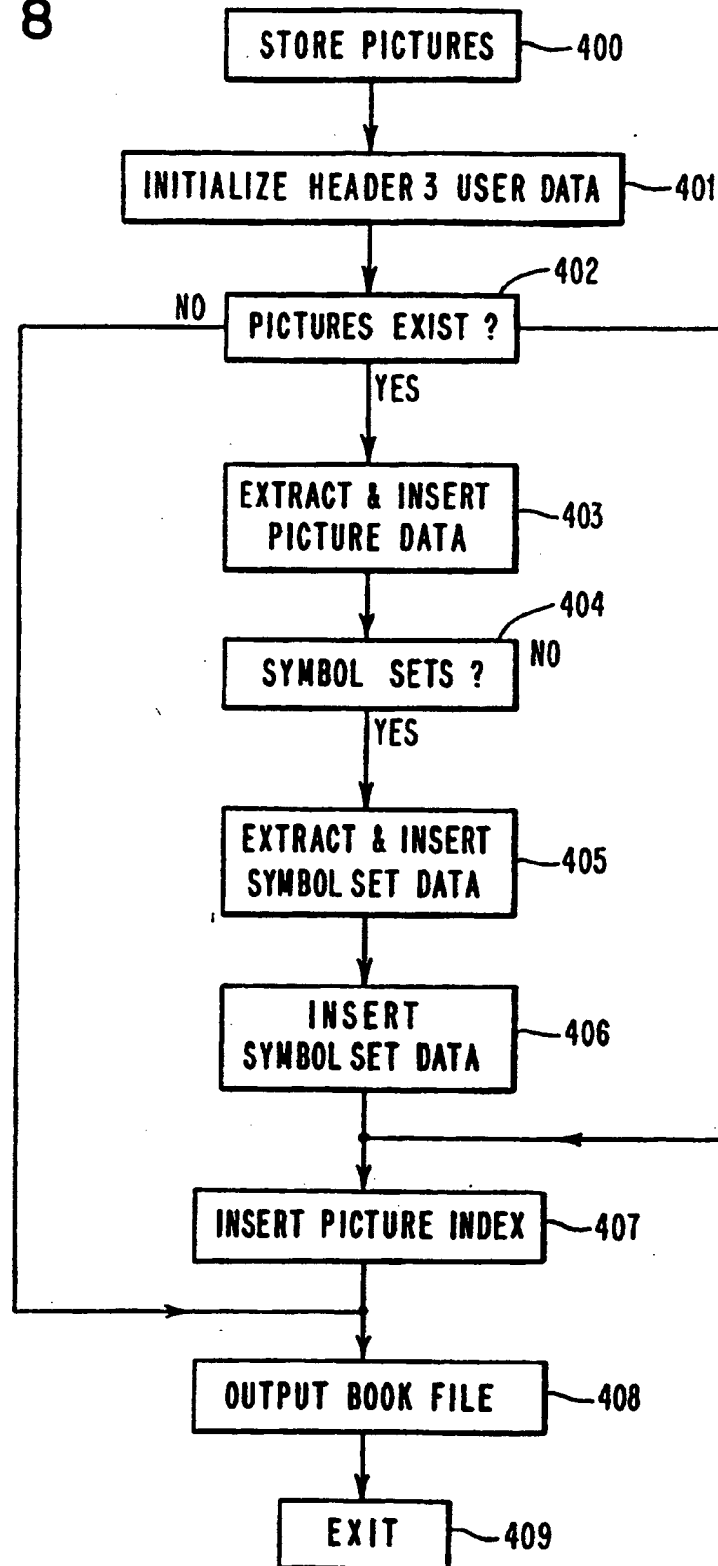 8
STORE PICTURES 400
INITIALIZE HEADER 3 USER DATA 401
402
NO PICTURES EXIST ?
YES
EXTRACT & INSERT
PICTURE DATA 403
404
SYMBOL SETS ? NO
YES
EXTRACT & INSERT
SYMBOL SET DATA 405
INSERT
SYMBOL SET DATA 406
INSERT PICTURE INDEX 407
OUTPUT BOOK FILE 408
EXIT 409